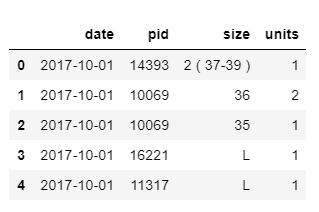 date pid size units
0 2017-10-01 14393 2 ( 37-39 ) 1
1 2017-10-01 10069 36 2
2 2017-10-01 10069 35 1
3 2017-10-01 16221 L 1
4 2017-10-01 11317 L 1